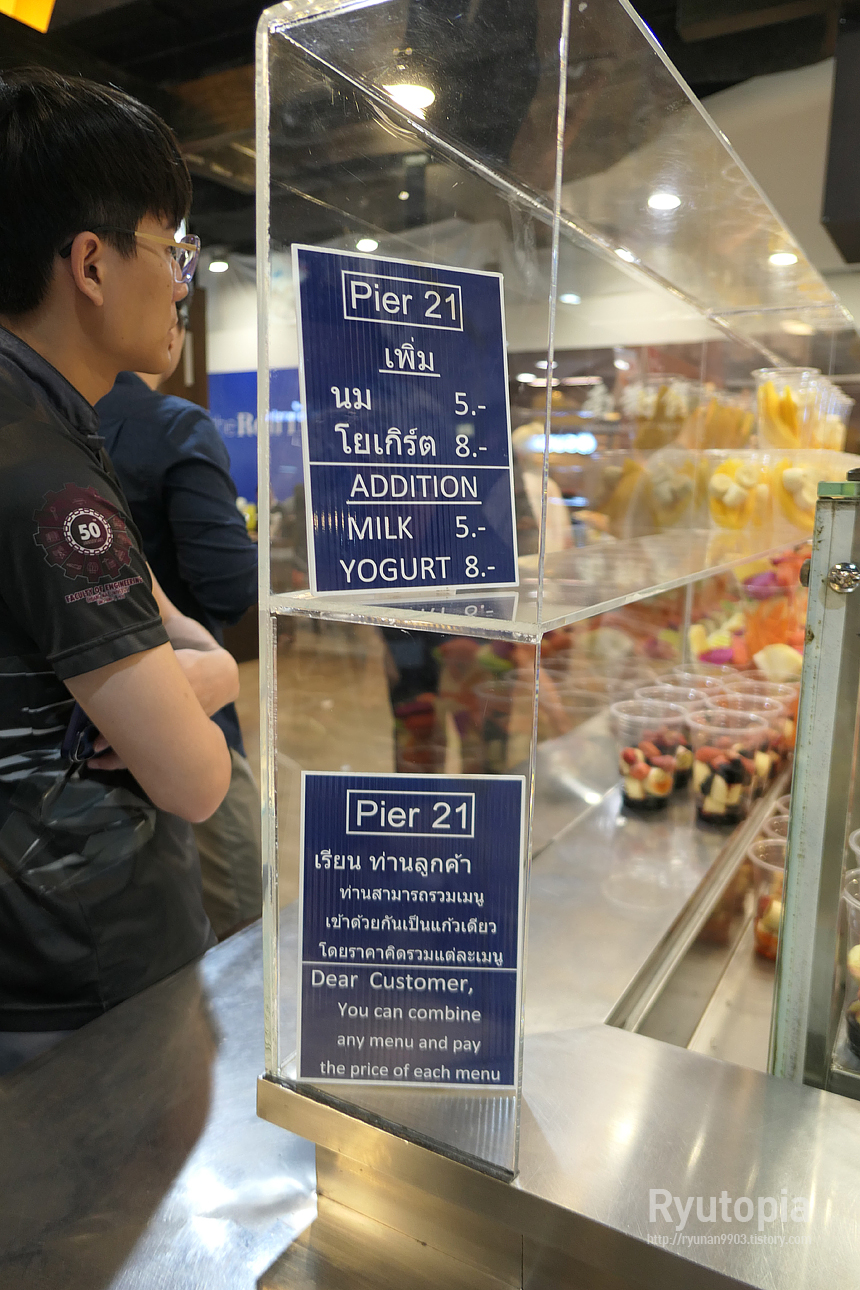 Pier 21
เพิ่ม
นม 5.-
โยเกิร์ต 8.-
ADDITION
MILK 5.-
YOGURT 8.-
Pier 21
เรียน ท่านลูกค้า
ท่านสามารถรวมเมนู
เข้าด้วยกันเป็นแก้วเดียว
โดยราคาคิดรวมแต่ละเมนู
Dear Customer,
You can combine
any menu and pay
the price of each menu
50
Ryutopia
http://ryunan9903.tistory.com